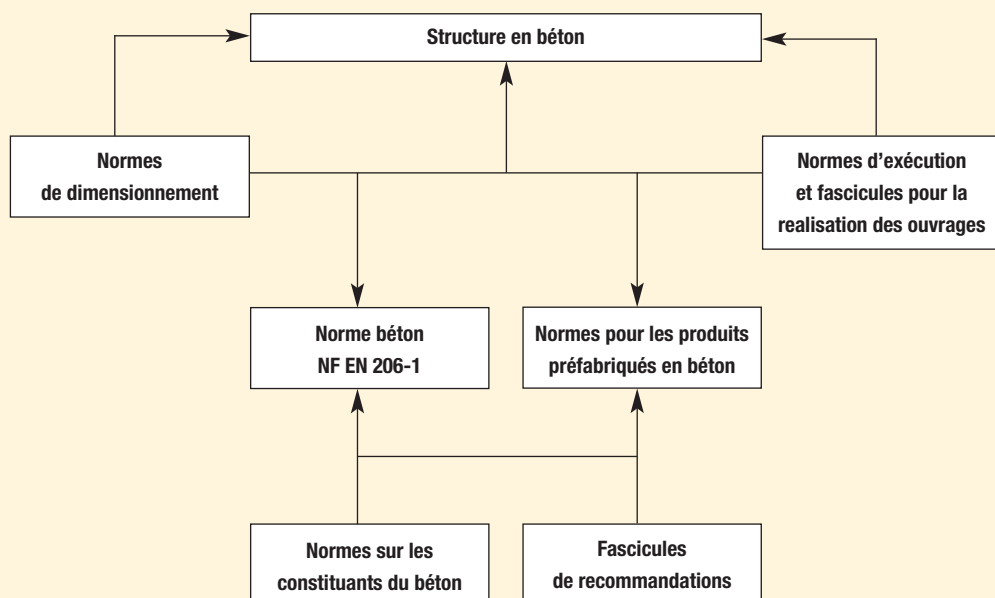 Structure en béton
Normes
de dimensionnement
Normes d'exécution
et fascicules pour la
realisation des ouvrages
Norme béton
NF EN 206-1
Normes pour les produits
préfabriqués en béton
Normes sur les
constituants du béton
Fascicules
de recommandations